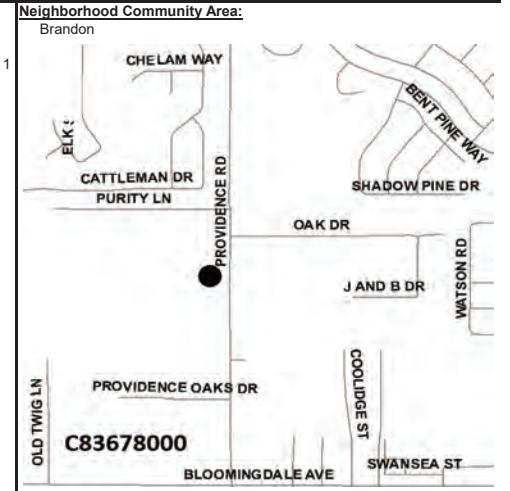 Neighborhood Community Area:
Brandon
1
CHELAM WAY
BENT PINE WAY
CATTLEMAN DR
SHADOW PINE DR
PURITY LN
PROVIDENCE RD
OAK DR
WATSON RD
J AND B DR
COOLIDGE ST
PROVIDENCE OAKS DR
OLD TWIG LN
C83678000
SWANSEA ST
BLOOMINGDALE AVE